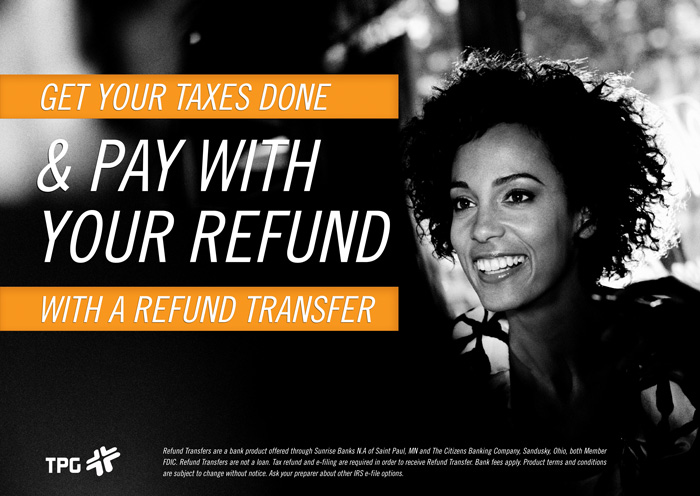 GET YOUR TAXES DONE
& PAY WITH
YOUR REFUND
WITH A REFUND TRANSFER
TPG
Refund Transfers are a bank product offered through Sunrise Banks N.A of Saint Paul, MN and The Citizens Banking Company, Sandusky, Ohio, both Member
FDIC. Refund Transfers are not a loan. Tax refund and e-filing are required in order to receive Refund Transfer. Bank fees apply. Product terms and conditions
are subject to change without notice. Ask your preparer about other IRS e-file options.